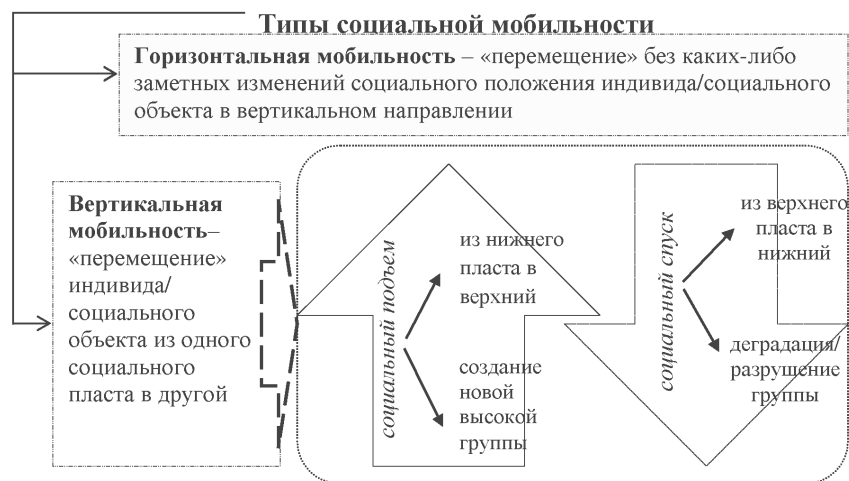 Типы социальной мобильности
Горизонтальная мобильность – «перемещение» без каких-либо
заметных изменений социального положения индивида/социального
объекта в вертикальном направлении
Вертикальная
мобильность–
«перемещение»
индивида/
социального
объекта из одного
социального
пласта в другой
социальный подъем
из нижнего
пласта в
верхний
создание
новой
высокой
группы
социальный спуск
из верхнего
пласта в
нижний
деградация/
разрушение
группы